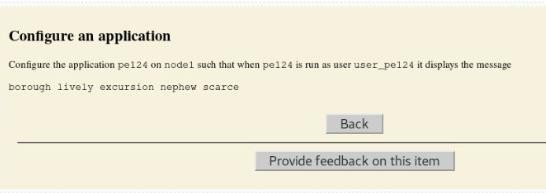 Configure an application
Configure the application pe124 on node1 such that when pe124 is run as user user_pe124 it displays the message
borough lively excursion nephew scarce
Back
Provide feedback on this item